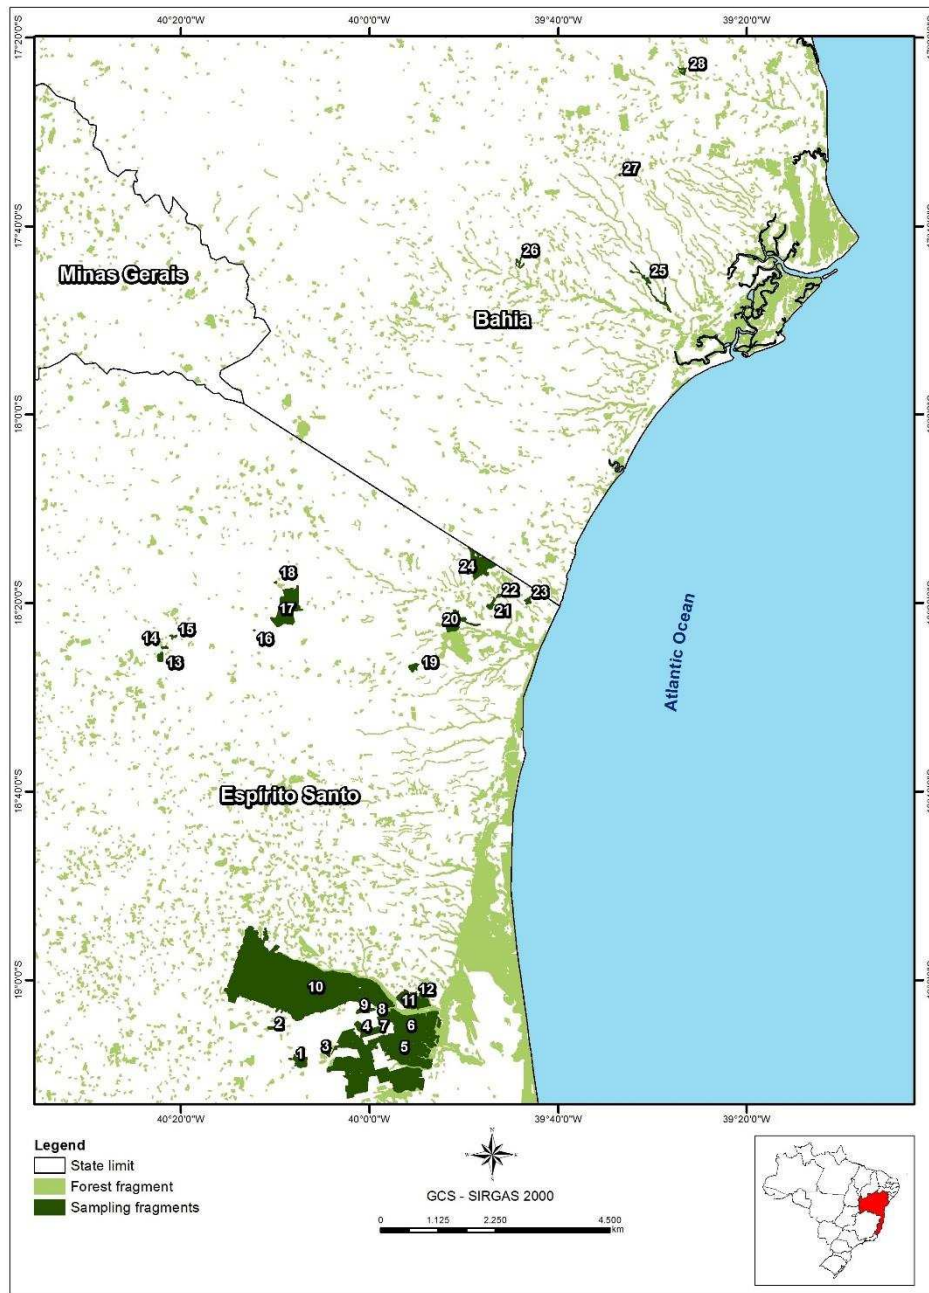 40°20'0"W 40°0'0"W 39°40'0"W 39°20'0"W
17°20'0"S
28
27
17°40'0"S
26
25
Minas Gerais
Bahia
18°0'0"S
24
18
22
23
17
21
18°20'0"S
20
14
15
16
13
19
Atlantic Ocean
18°40'0"S
Espírito Santo
19°0'0"S
10
12
11
9
8
2
4
7
6
3
5
1
40°20'0"W 40°0'0"W 39°40'0"W 39°20'0"W
Legend
State limit
Forest fragment
Sampling fragments
N
GCS - SIRGAS 2000
0 1.125 2.250 4.500
km